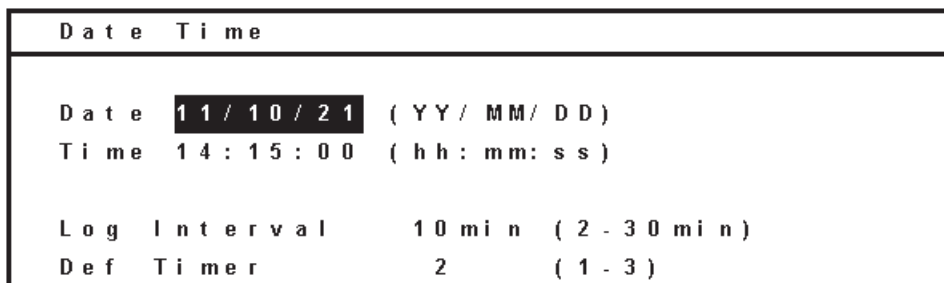 Date Time
Date 11/10/21 (YY/MM/DD)
Time 14:15:00 (hh:mm:ss)
Log Interval 10min (2-30min)
Def Timer 2 (1-3)